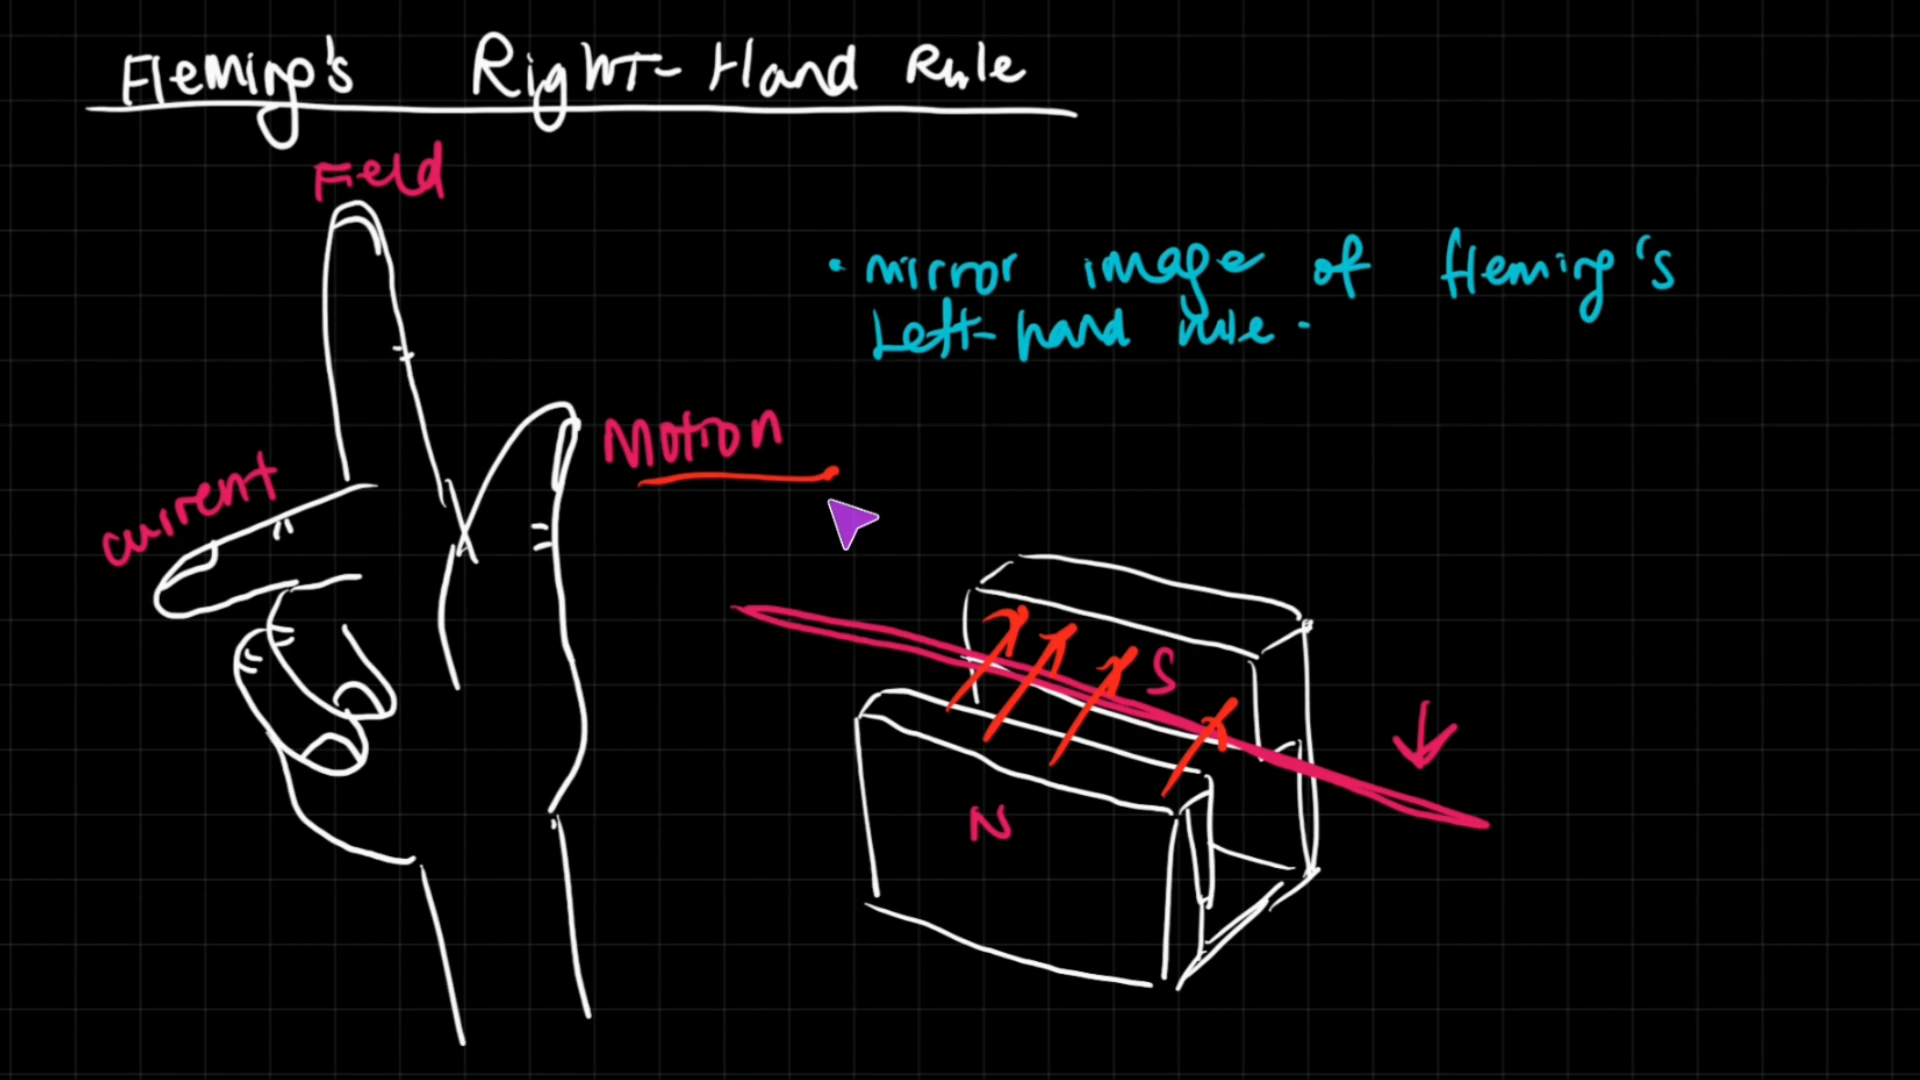 Fleming's Right-Hand Rule
Field
• mirror image of fleming's
Left-hand rule.
Motion
current
S
N